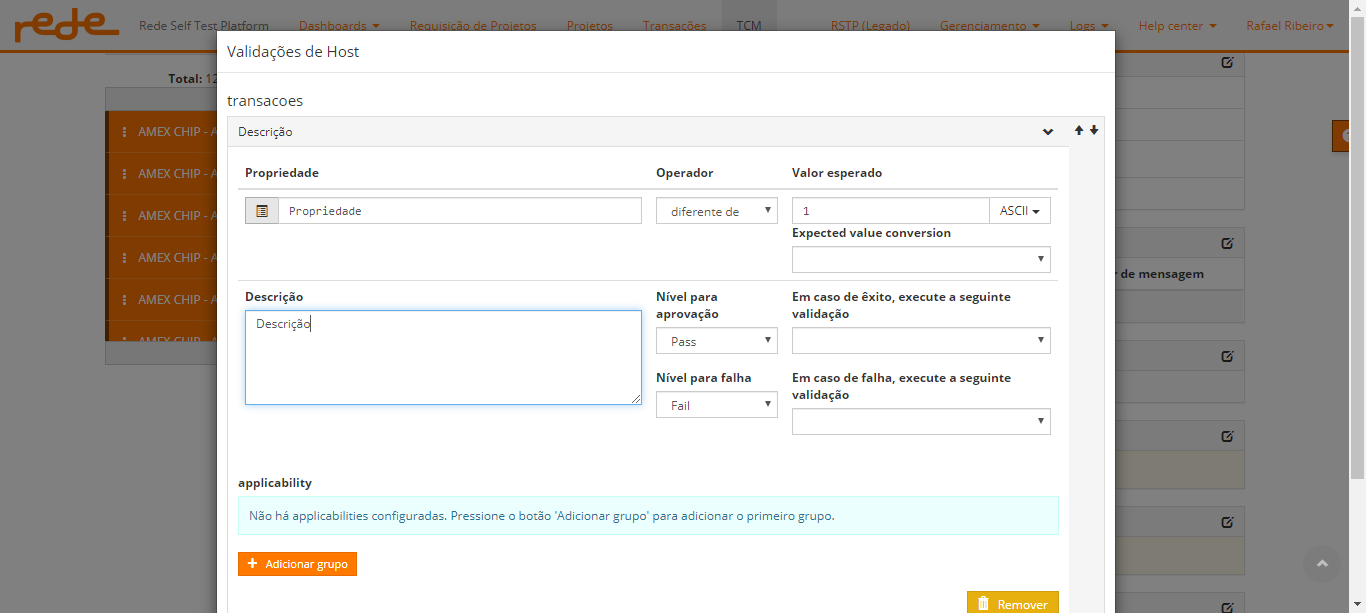 rede Rede Self Test Platform Dashboards Requisição de Projetos Projetos Transações TCM RSTP (Legado) Gerenciamento Logs Help center Rafael Ribeiro
Validações de Host
Total: 12
transacoes
Descrição
AMEX CHIP - A
AMEX CHIP - A
AMEX CHIP - A
AMEX CHIP - A
AMEX CHIP - A
AMEX CHIP - A
Propriedade Operador Valor esperado
Propriedade diferente de 1 ASCII
Expected value conversion
de mensagem
Descrição Nível para aprovação Em caso de êxito, execute a seguinte validação
Descrição
Pass
Nível para falha Em caso de falha, execute a seguinte validação
Fail
applicability
Não há applicabilities configuradas. Pressione o botão 'Adicionar grupo' para adicionar o primeiro grupo.
+ Adicionar grupo
Remover